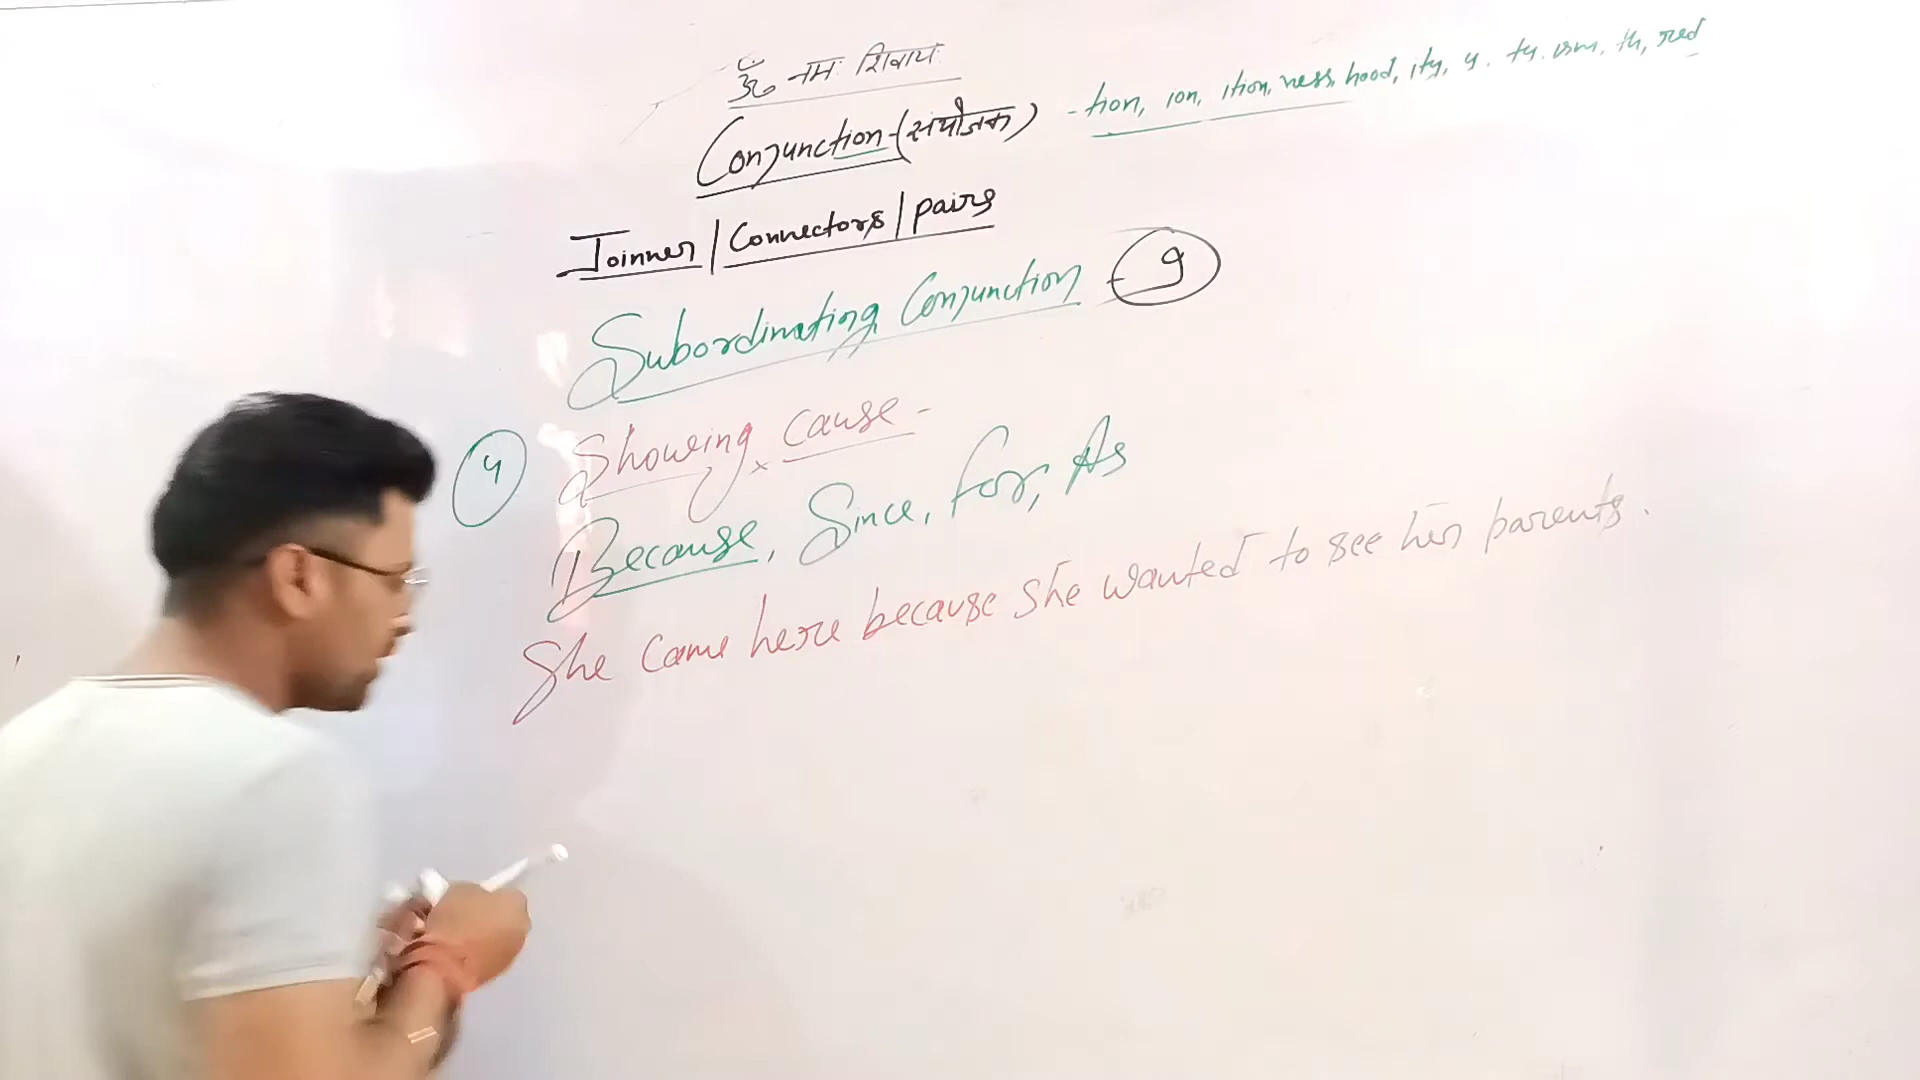 ॐ नमः शिवाय
Conjunction-(संयोजक) -tion, ion, ition, ness, hood, ity, y. ty. ism, th, red
Joinner/Connectors/pairs
Subordinating Conjunction - 9
4 Showing cause -
Because, Since, for, As
She came here because she wanted to see her parents.